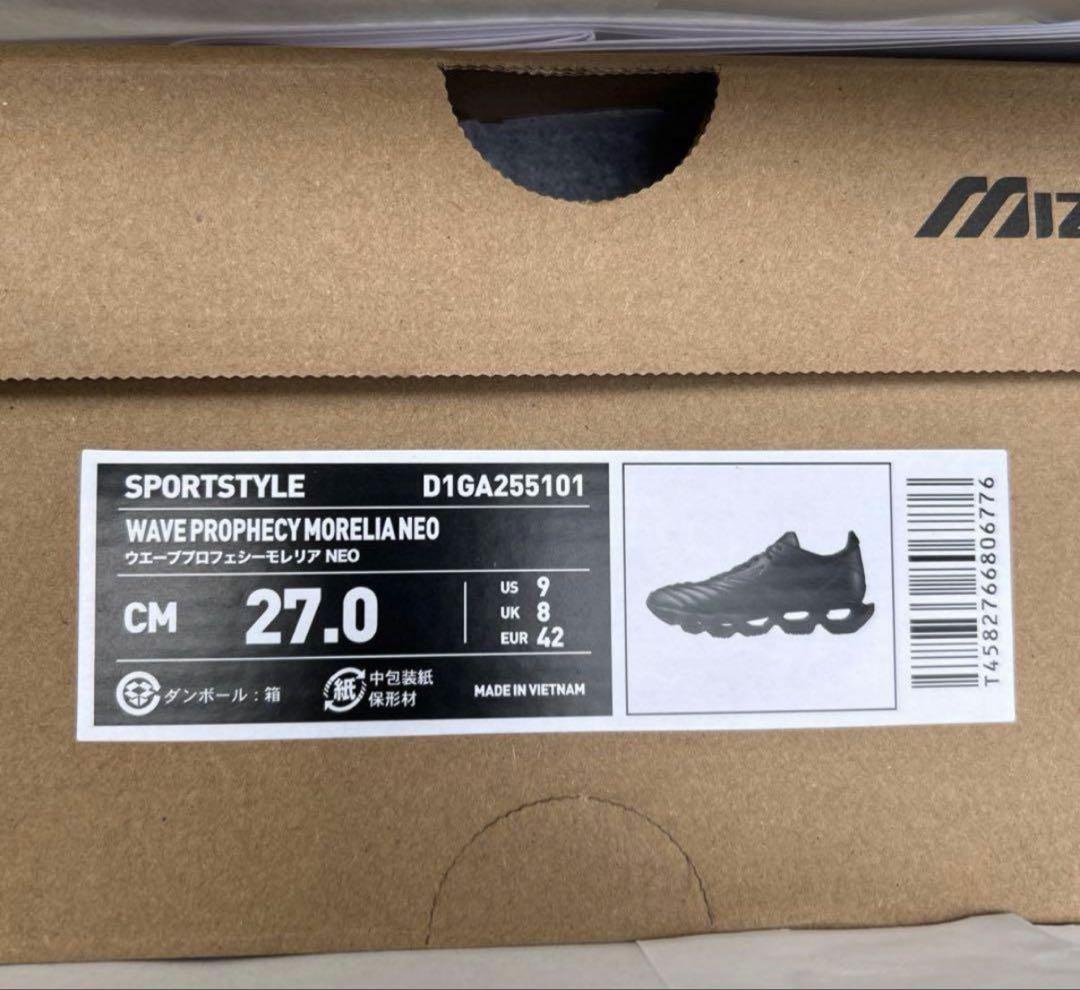 MIZ
SPORTSTYLE D1GA255101
WAVE PROPHECY MORELIA NEO
ウエーブプロフェシーモレリア NEO
CM 27.0
US 9
UK 8
EUR 42
ダンボール：箱
紙 中包装紙
保形材
MADE IN VIETNAM
T4582766806776